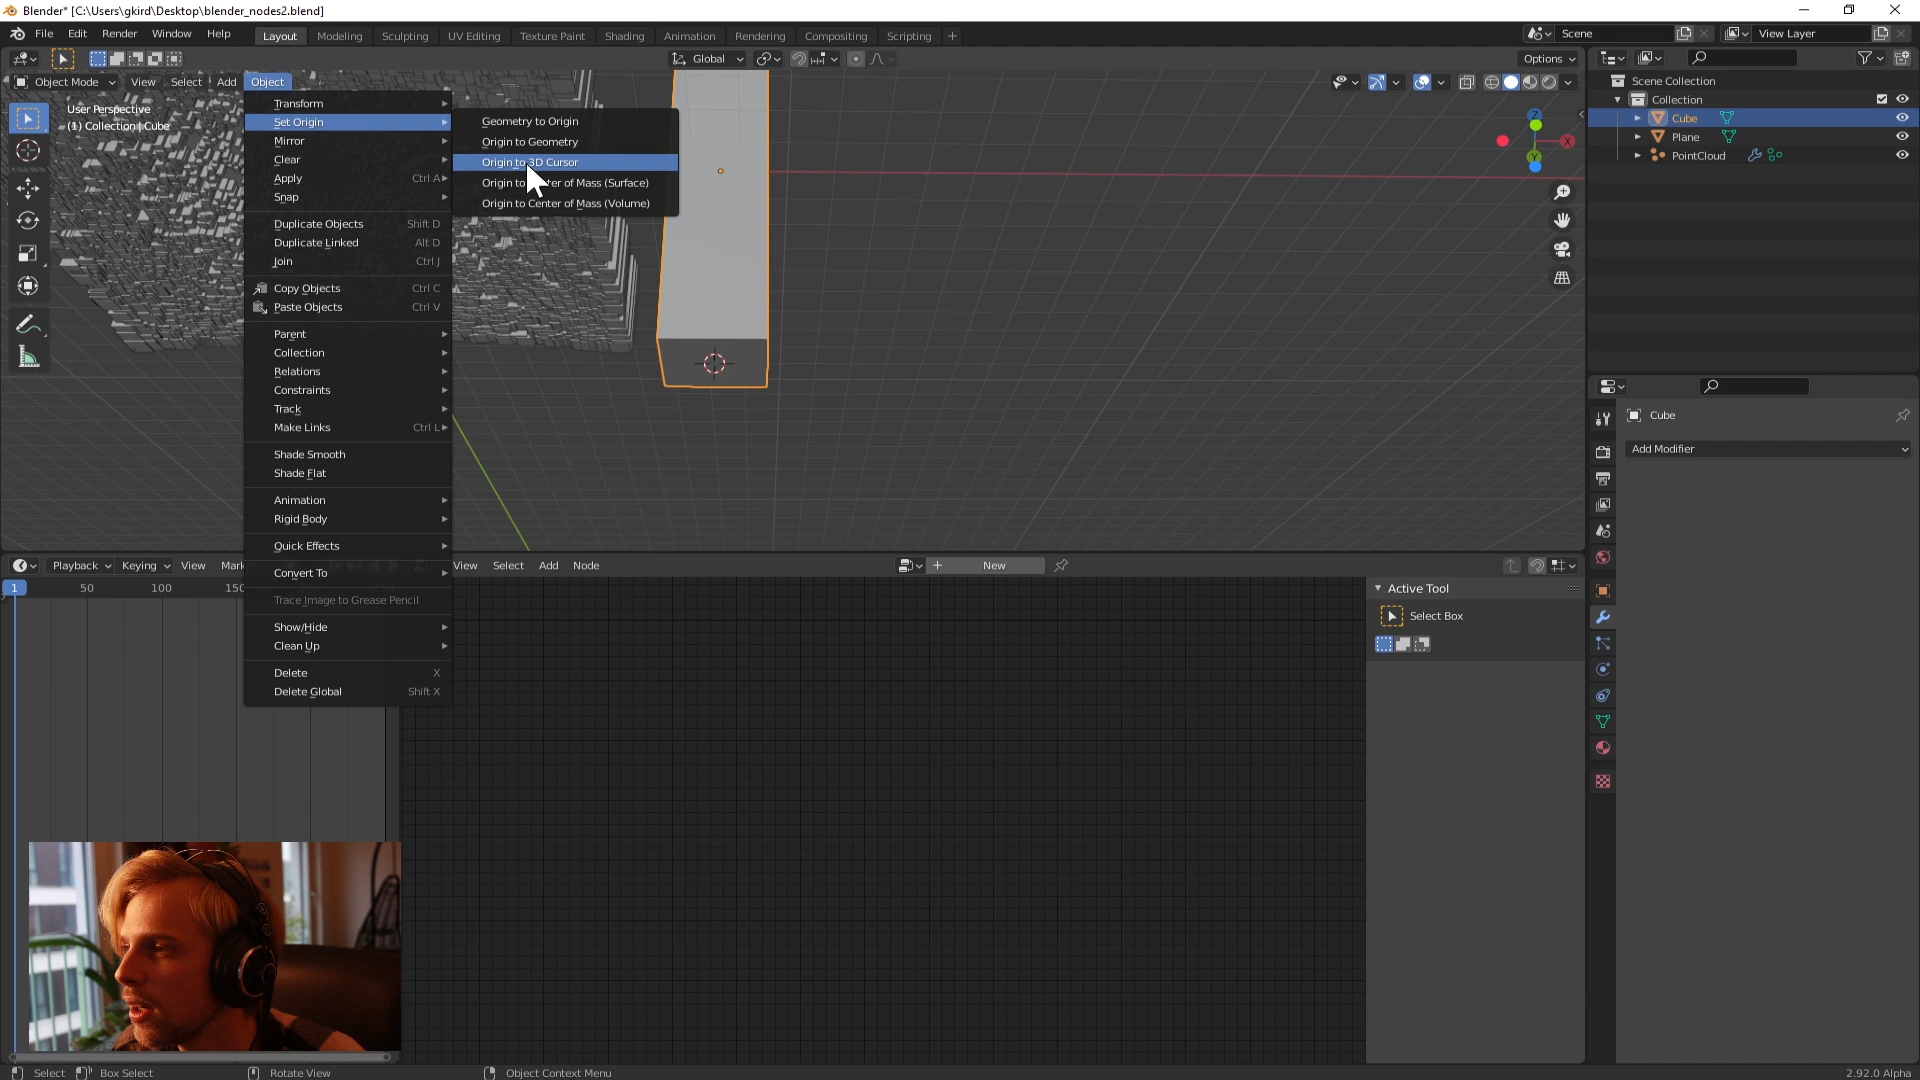 Blender* [C:\Users\gkird\Desktop\blender_nodes2.blend]
File Edit Render Window Help Layout Modeling Sculpting UV Editing Texture Paint Shading Animation Rendering Compositing Scripting + Scene View Layer
Global Options
Object Mode View Select Add Object
User Perspective
(1) Collection | Cube
Transform
Set Origin
Mirror
Clear
Apply Ctrl A
Snap
Duplicate Objects Shift D
Duplicate Linked Alt D
Join Ctrl J
Copy Objects Ctrl C
Paste Objects Ctrl V
Parent
Collection
Relations
Constraints
Track
Make Links Ctrl L
Shade Smooth
Shade Flat
Animation
Rigid Body
Quick Effects
Convert To
Trace Image to Grease Pencil
Show/Hide
Clean Up
Delete X
Delete Global Shift X
Geometry to Origin
Origin to Geometry
Origin to 3D Cursor
Origin to of Mass (Surface)
Origin to Center of Mass (Volume)
Z
X
Y
Scene Collection
Collection
Cube
Plane
PointCloud
Cube
Add Modifier
Playback Keying View
View Select Add Node + New
1 50 100
Active Tool
Select Box
Select Box Select Rotate View Object Context Menu 2.92.0 Alpha